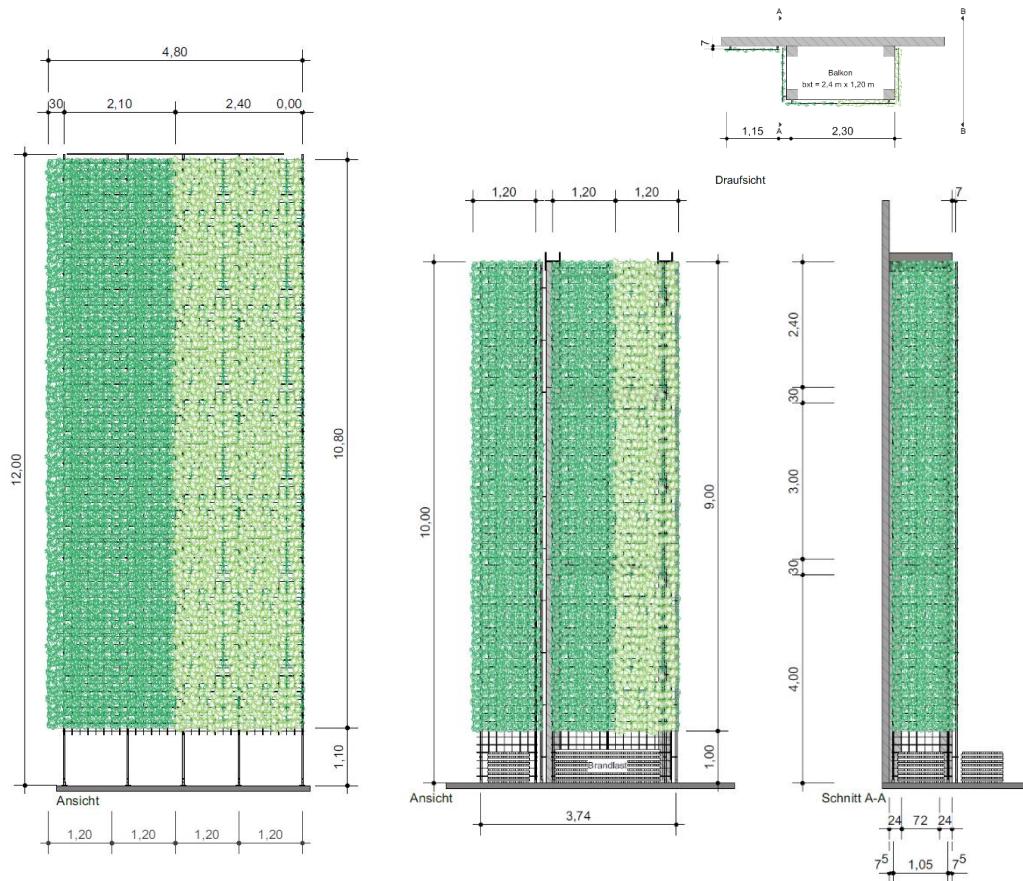 4,80
30 2,10 2,40 0,00
12,00
10,80
1,10
Ansicht
1,20 1,20 1,20 1,20
A B
7
Balkon
bxt = 2,4 m x 1,20 m
A B
1,15 2,30
Draufsicht
1,20 1,20 1,20
10,00
9,00
1,00
Brandlast
Ansicht
3,74
7
2,40
30
3,00
30
4,00
Schnitt A-A
24 72 24
7⁵ 1,05 7⁵